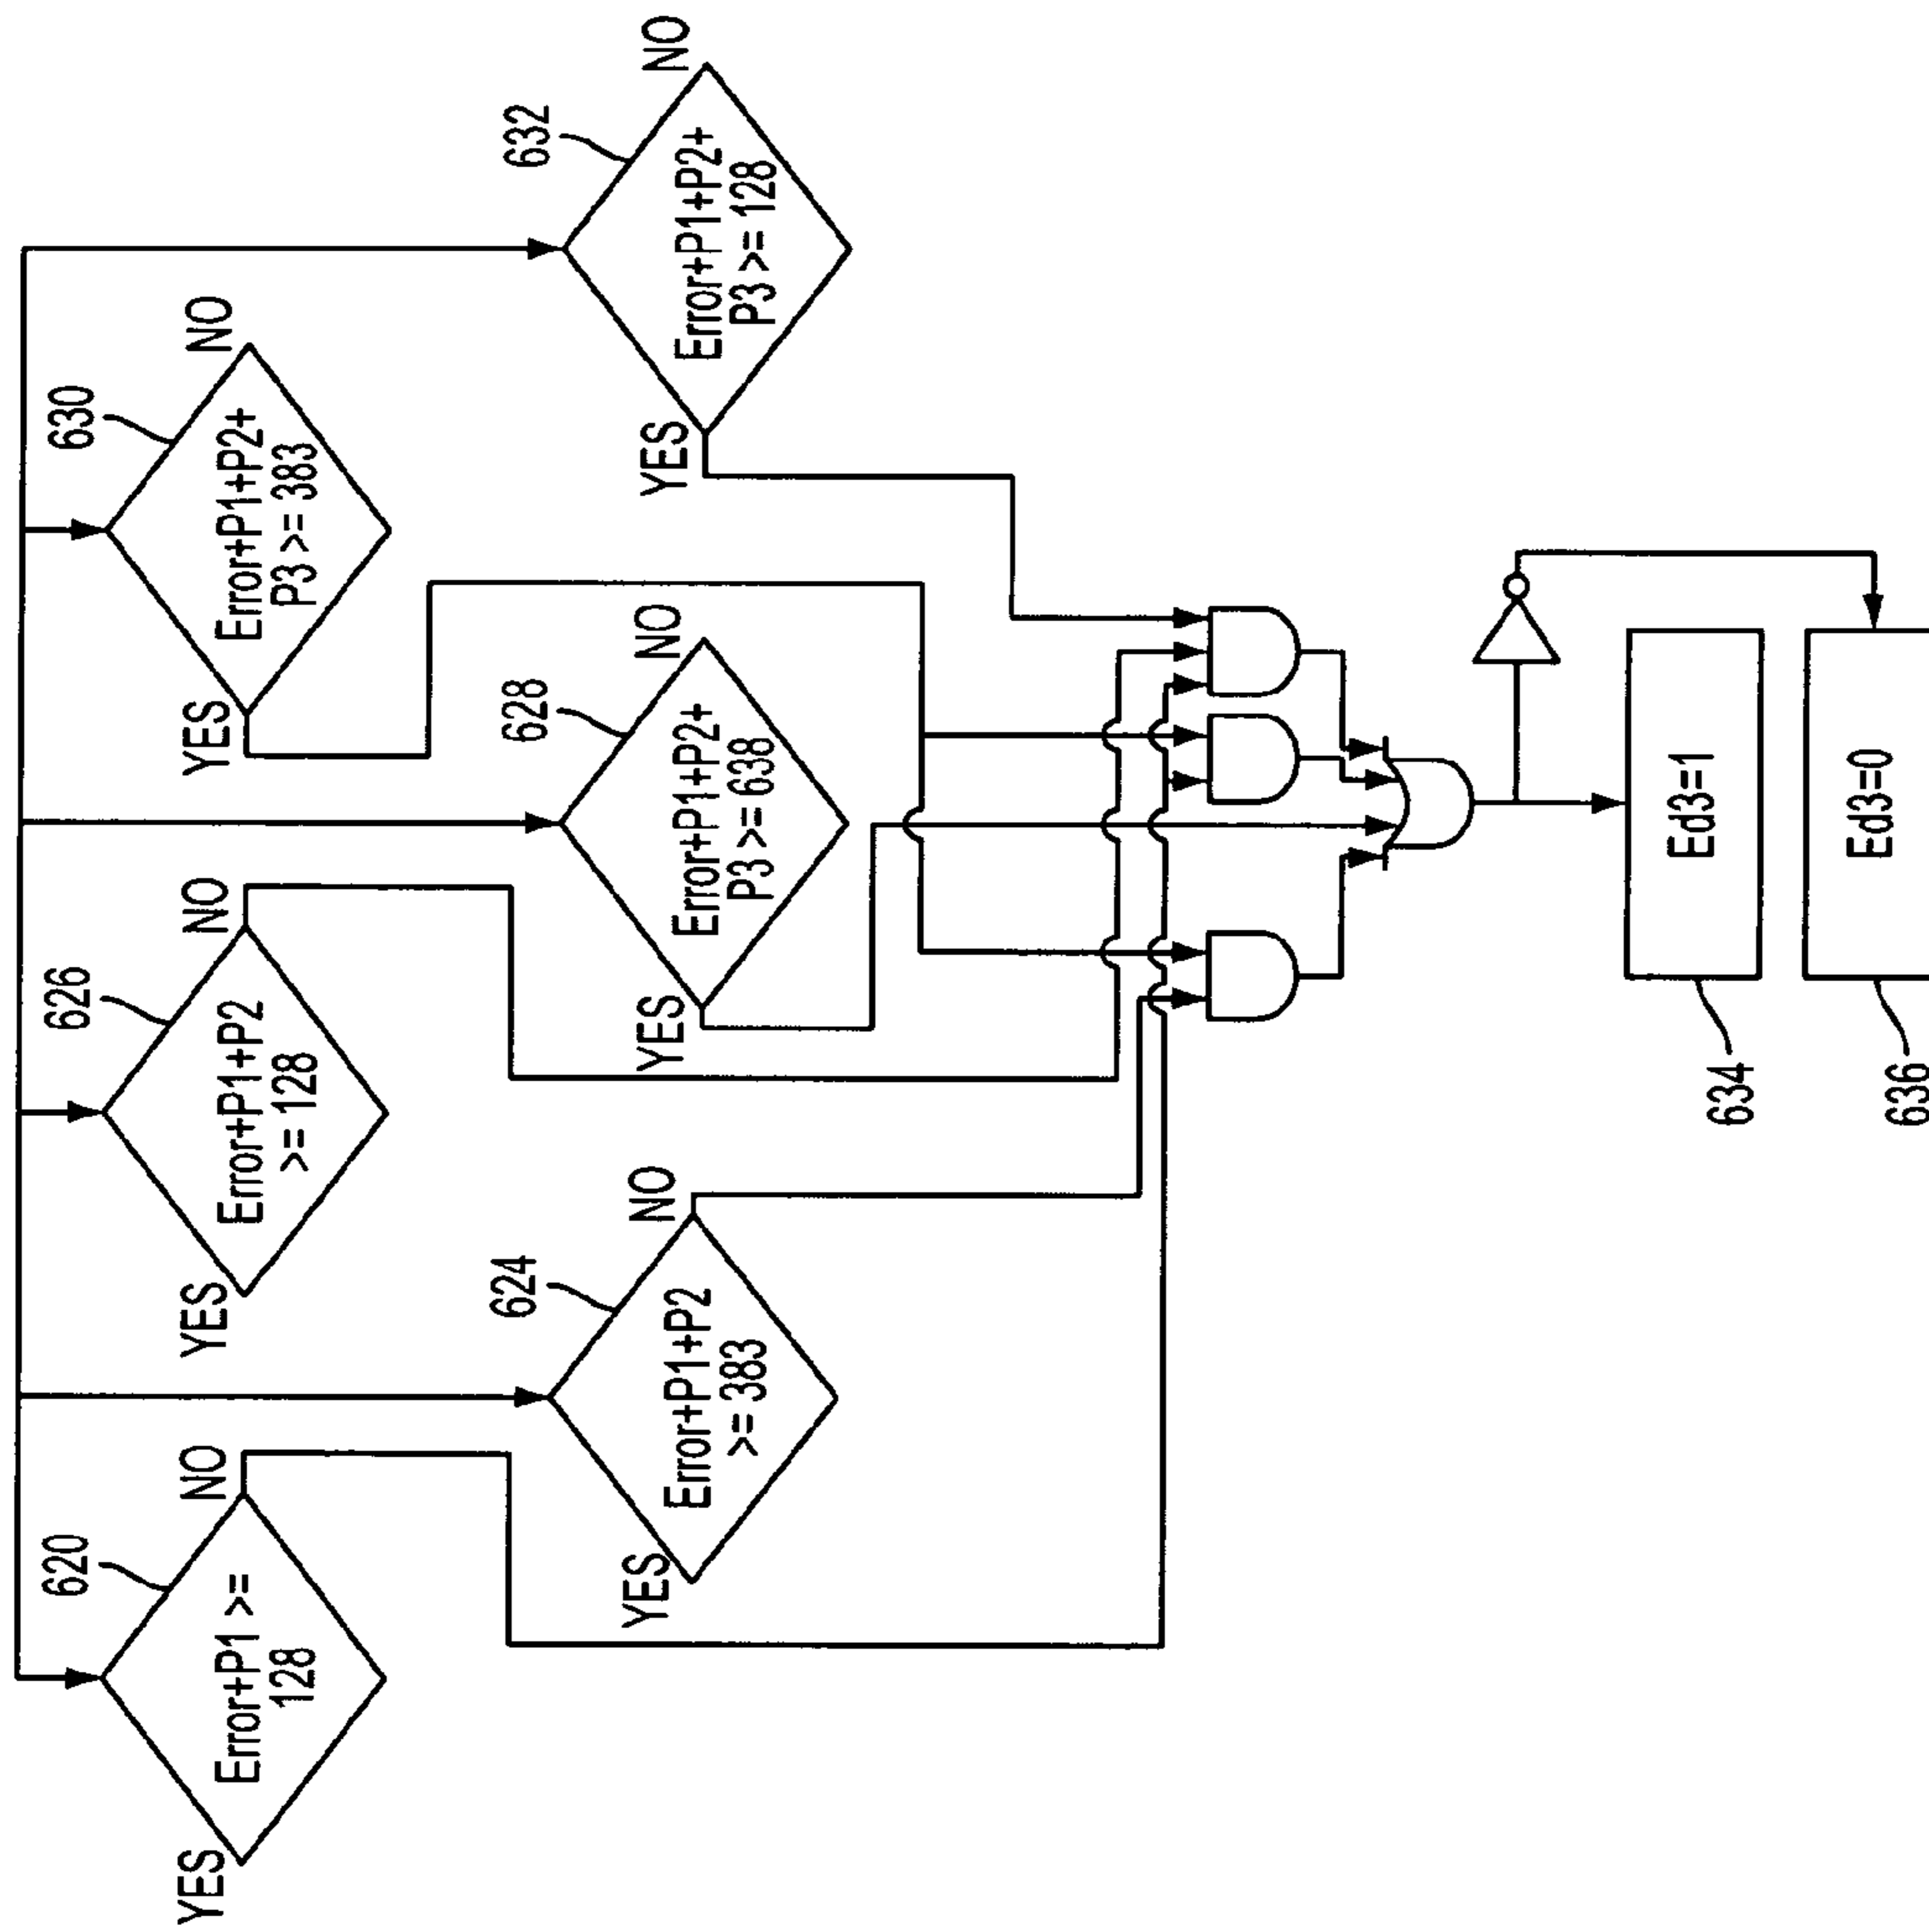 620
Error+P1 >=
128
YES
NO
624
Error+P1+P2
>= 383
YES
NO
626
Error+P1+P2
>= 128
YES
NO
628
Error+P1+P2+
P3 >= 638
YES
NO
630
Error+P1+P2+
P3 >= 383
YES
NO
632
Error+P1+P2+
P3 >= 128
YES
NO
634
Ed3=1
636
Ed3=0